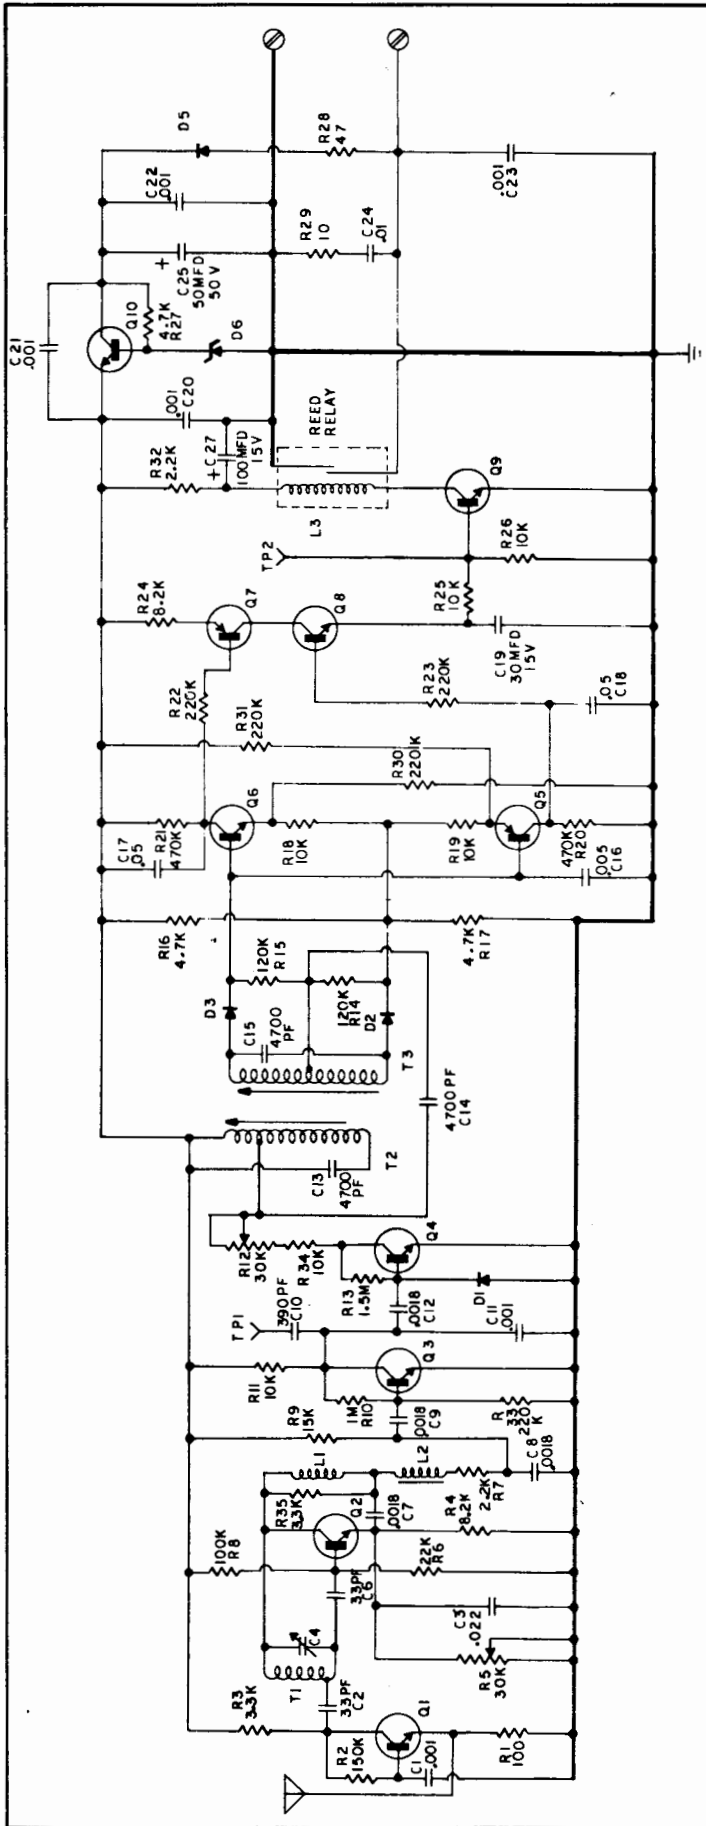 C21
.001
Q10
4.7K
R27
C22
.001
D5
+
C25
50MFD
50V
R28
47
R29
10
C24
.01
.001
C23
D6
.001
C20
R32
2.2K
+C27
100MFD
15V
REED
RELAY
L3
Q9
TP2
R26
10K
R25
10K
R24
8.2K
Q7
Q8
C19
30MFD
15V
R22
220K
R31
220K
R23
220K
.05
C18
R30
220K
Q6
C17
.05
R21
470K
R18
10K
R19
10K
Q5
470K
R20
.005
C16
R16
4.7K
4.7K
R17
D3
120K
R15
120K
R14
D2
C15
4700
PF
T3
4700PF
C14
T2
C13
4700
PF
R12
30K
R34
10K
Q4
R13
1.5M
.0018
C12
D1
C11
.001
TP1
390PF
C10
Q3
R11
10K
1M
R10
.0018
C9
R
33
220
K
R9
15K
L1
L2
C8
.0018
2.2K
R7
R35
3.3K
Q2
.0018
C7
R4
8.2K
100K
R8
33PF
C6
22K
R6
C4
C3
.022
R5
30K
T1
33PF
C2
R3
3.3K
Q1
R2
150K
C1
.001
R1
100